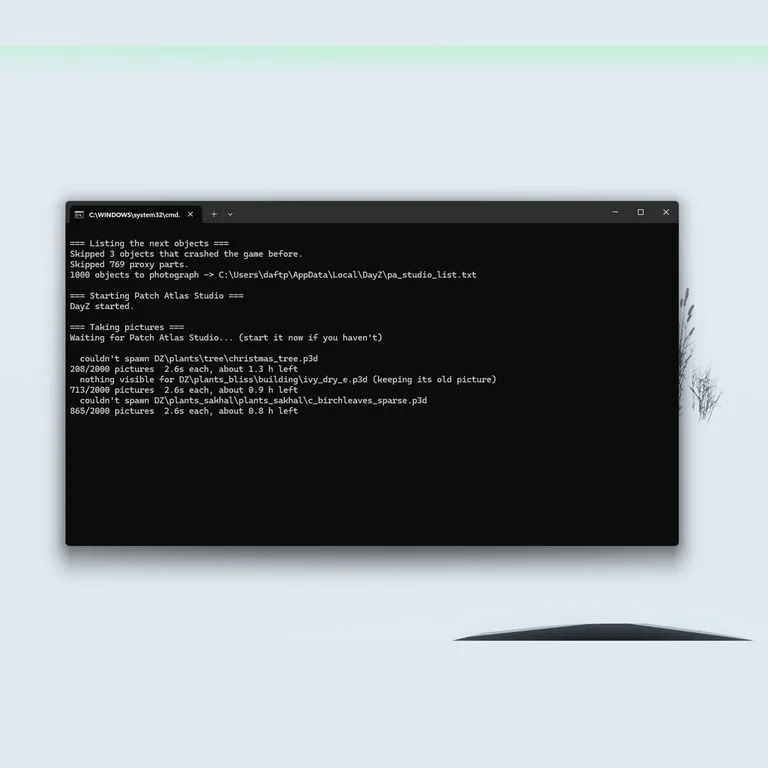 C:\WINDOWS\system32\cmd.
=== Listing the next objects ===
Skipped 3 objects that crashed the game before.
Skipped 769 proxy parts.
1000 objects to photograph -> C:\Users\daftp\AppData\Local\DayZ\pa_studio_list.txt
=== Starting Patch Atlas Studio ===
DayZ started.
=== Taking pictures ===
Waiting for Patch Atlas Studio... (start it now if you haven't)
couldn't spawn DZ\plants\tree\christmas_tree.p3d
208/2000 pictures  2.6s each, about 1.3 h left
nothing visible for DZ\plants_bliss\building\ivy_dry_e.p3d (keeping its old picture)
713/2000 pictures  2.6s each, about 0.9 h left
couldn't spawn DZ\plants_sakhal\plants_sakhal\c_birchleaves_sparse.p3d
865/2000 pictures  2.6s each, about 0.8 h left